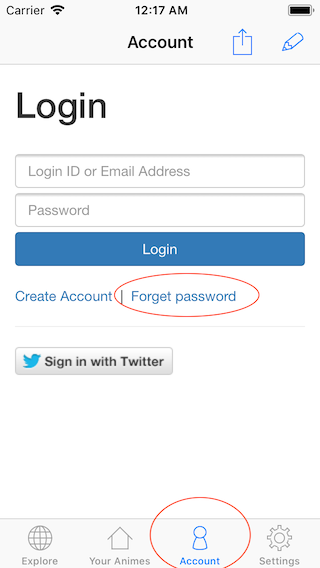 Carrier 12:17 AM
Account
Login
Login ID or Email Address
Password
Login
Create Account | Forget password
Sign in with Twitter
Explore Your Animes Account Settings